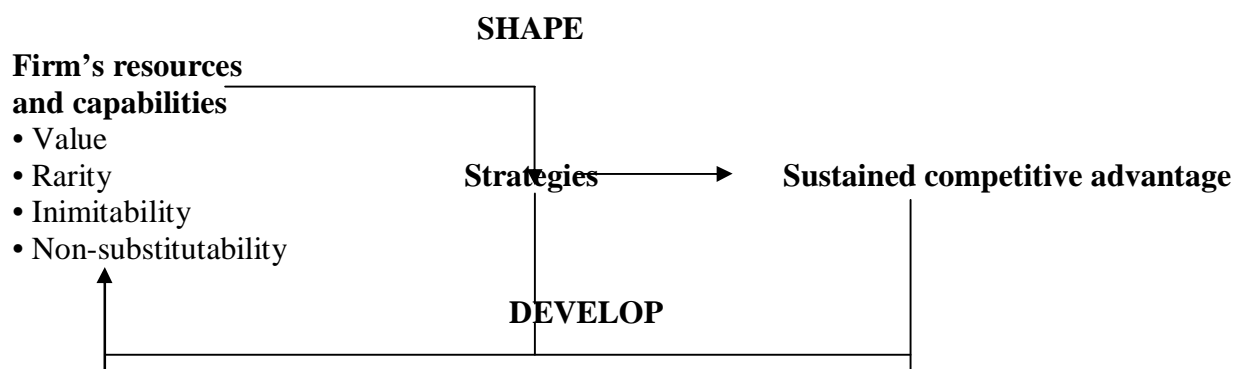 SHAPE
Firm’s resources
and capabilities
• Value
• Rarity
• Inimitability
• Non-substitutability
Strategies
Sustained competitive advantage
DEVELOP